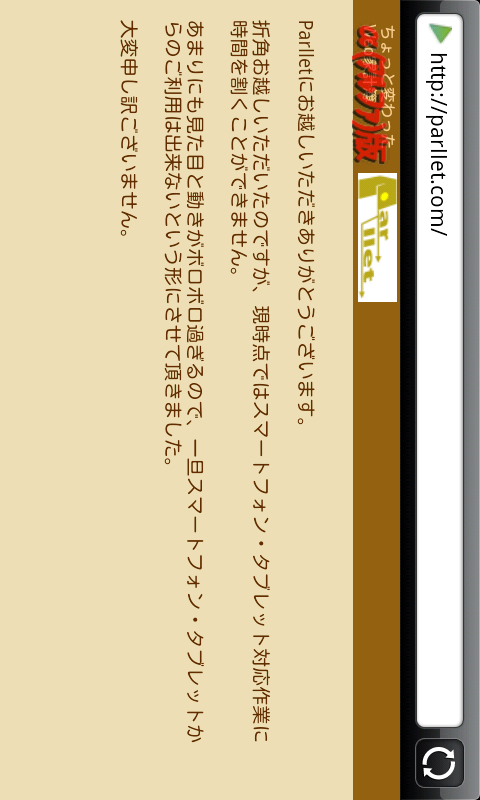 http://parllet.com/
ちょっと変わった
α(アルファ)版
Parllet
Parlletにお越しいただきありがとうございます。
折角お越しいただいたのですが、現時点ではスマートフォン・タブレット対応作業に
時間を割くことができません。
あまりにも見た目と動きがボロボロ過ぎるので、一旦スマートフォン・タブレットか
らのご利用は出来ないという形にさせて頂きました。
大変申し訳ございません。